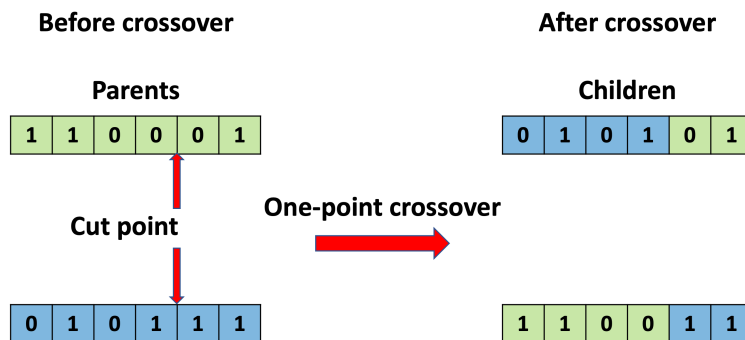 Before crossover
After crossover
Parents
Children
1 1 0 0 0 1
0 1 0 1 0 1
Cut point
One-point crossover
0 1 0 1 1 1
1 1 0 0 1 1